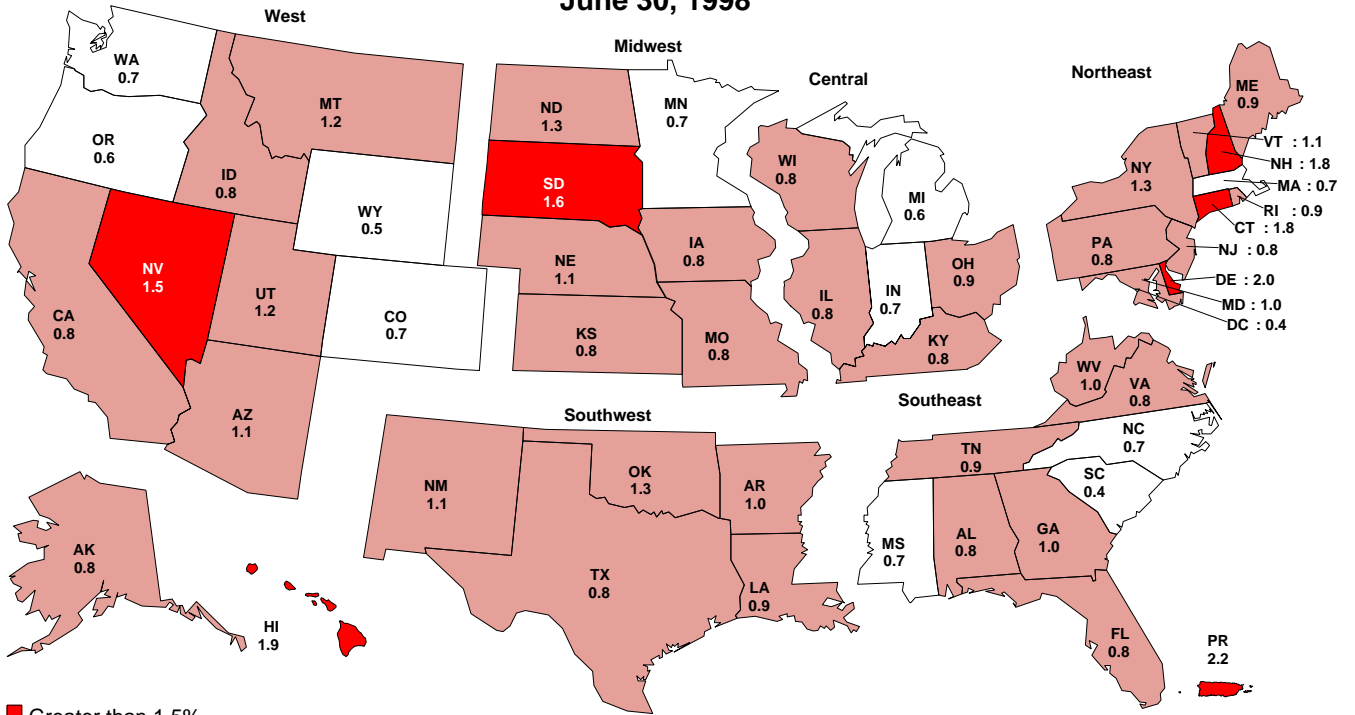 June 30, 1998
West
Midwest
Central
Northeast
WA
0.7
OR
0.6
MT
1.2
ID
0.8
WY
0.5
NV
1.5
UT
1.2
CO
0.7
CA
0.8
AZ
1.1
ND
1.3
MN
0.7
SD
1.6
NE
1.1
IA
0.8
KS
0.8
MO
0.8
WI
0.8
MI
0.6
IL
0.8
IN
0.7
OH
0.9
KY
0.8
ME
0.9
VT : 1.1
NH : 1.8
MA : 0.7
RI : 0.9
CT : 1.8
NJ : 0.8
DE : 2.0
MD : 1.0
DC : 0.4
NY
1.3
PA
0.8
Southwest
Southeast
NM
1.1
OK
1.3
AR
1.0
TX
0.8
LA
0.9
WV
1.0
VA
0.8
NC
0.7
TN
0.9
SC
0.4
MS
0.7
AL
0.8
GA
1.0
FL
0.8
AK
0.8
HI
1.9
PR
2.2
Greater than 1.5%